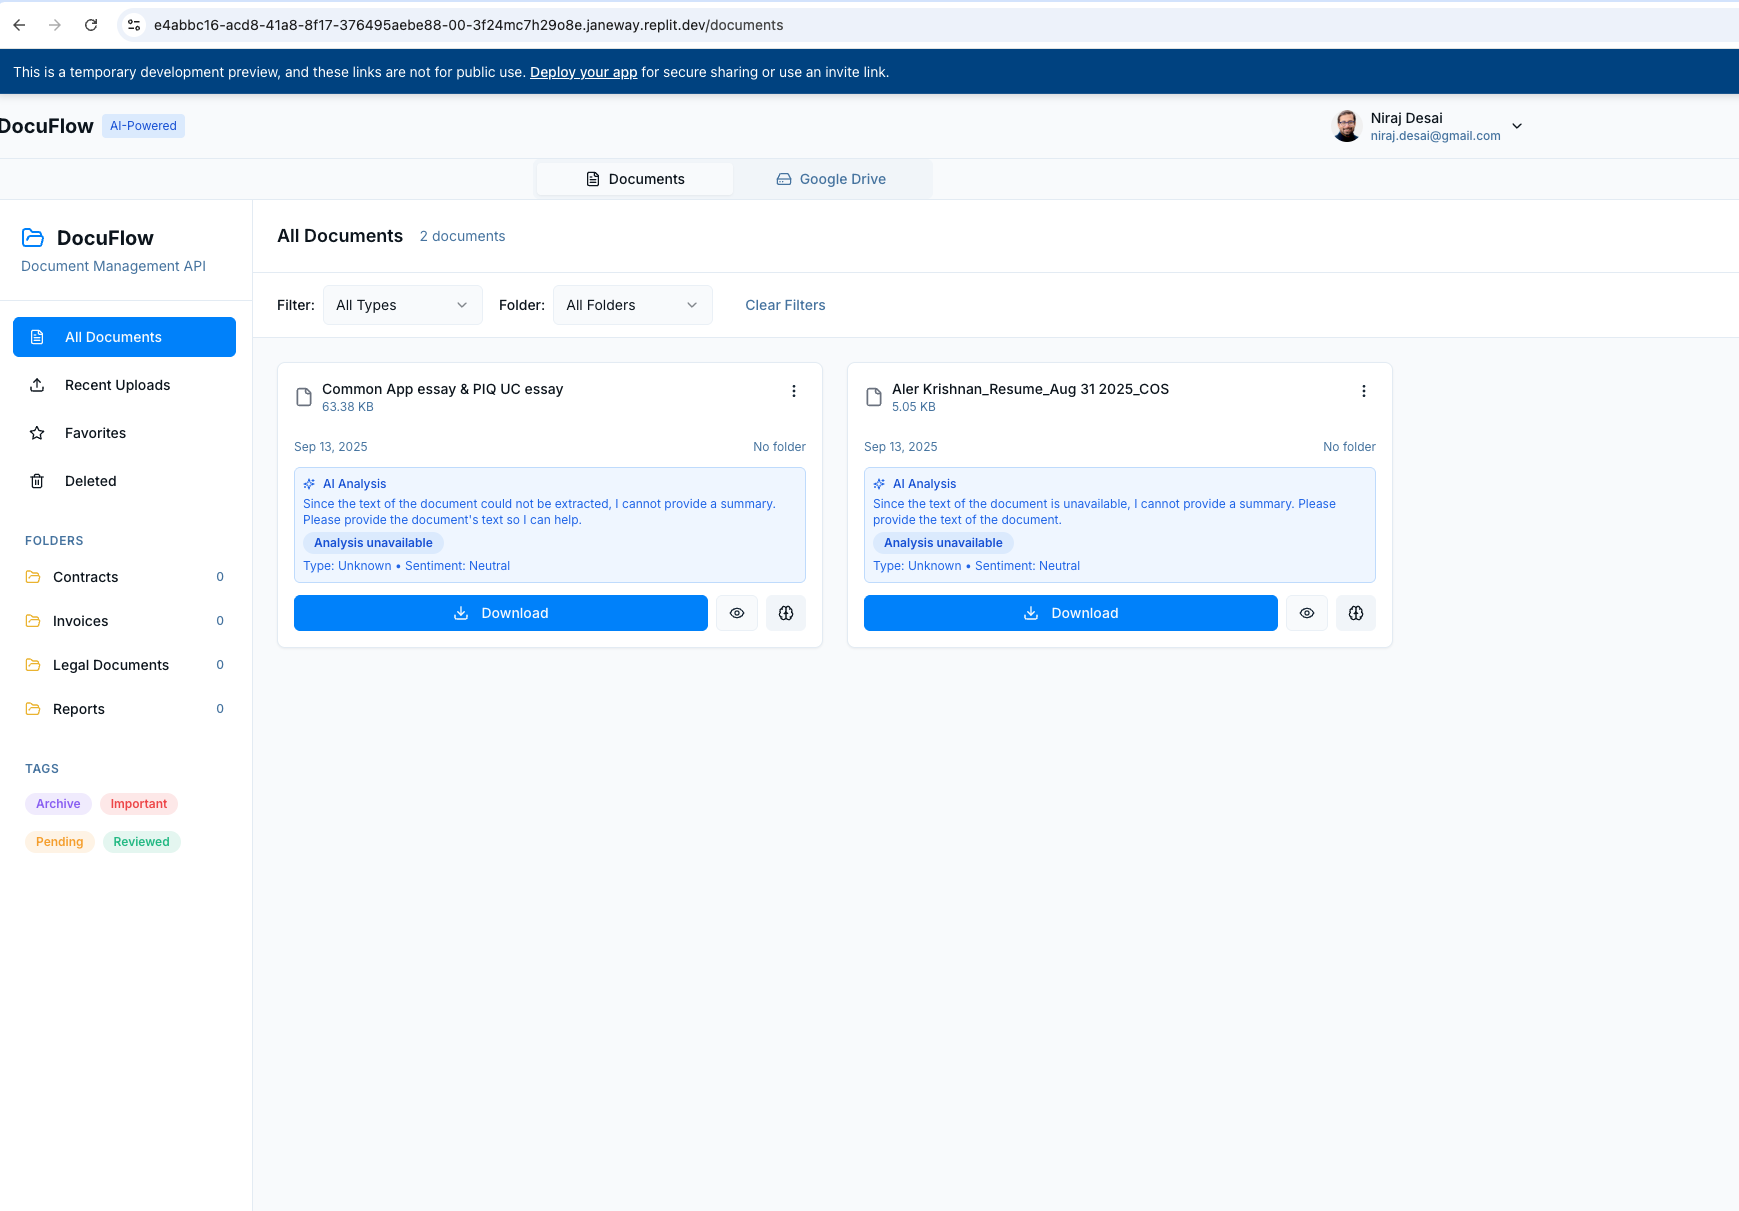 e4abbc16-acd8-41a8-8f17-376495aebe88-00-3f24mc7h29o8e.janeway.replit.dev/documents
This is a temporary development preview, and these links are not for public use. Deploy your app for secure sharing or use an invite link.
DocuFlow AI-Powered
Niraj Desai
niraj.desai@gmail.com
Documents Google Drive
DocuFlow
Document Management API
All Documents
Recent Uploads
Favorites
Deleted
FOLDERS
Contracts 0
Invoices 0
Legal Documents 0
Reports 0
TAGS
Archive Important
Pending Reviewed
All Documents 2 documents
Filter: All Types Folder: All Folders Clear Filters
Common App essay & PIQ UC essay
63.38 KB
Sep 13, 2025 No folder
AI Analysis
Since the text of the document could not be extracted, I cannot provide a summary.
Please provide the document's text so I can help.
Analysis unavailable
Type: Unknown • Sentiment: Neutral
Download
Aler Krishnan_Resume_Aug 31 2025_COS
5.05 KB
Sep 13, 2025 No folder
AI Analysis
Since the text of the document is unavailable, I cannot provide a summary. Please
provide the text of the document.
Analysis unavailable
Type: Unknown • Sentiment: Neutral
Download